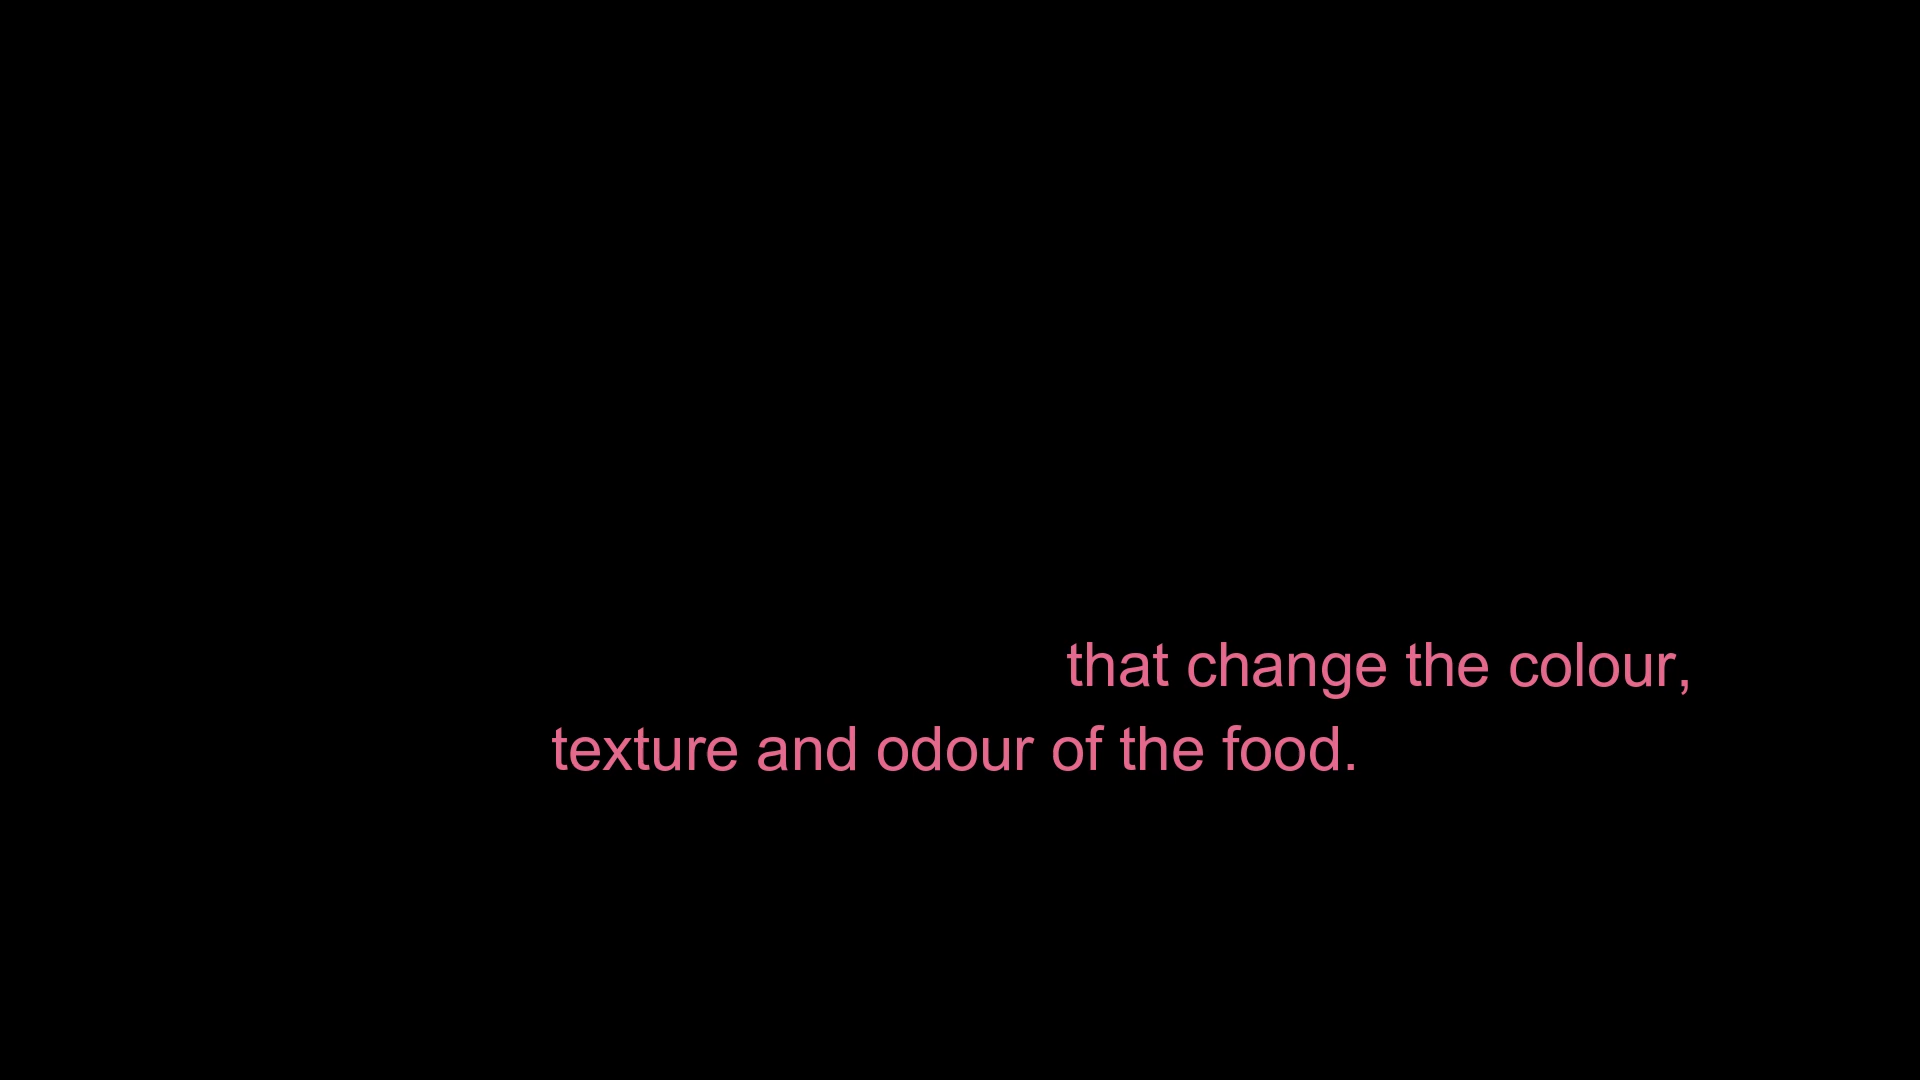 that change the colour,
texture and odour of the food.